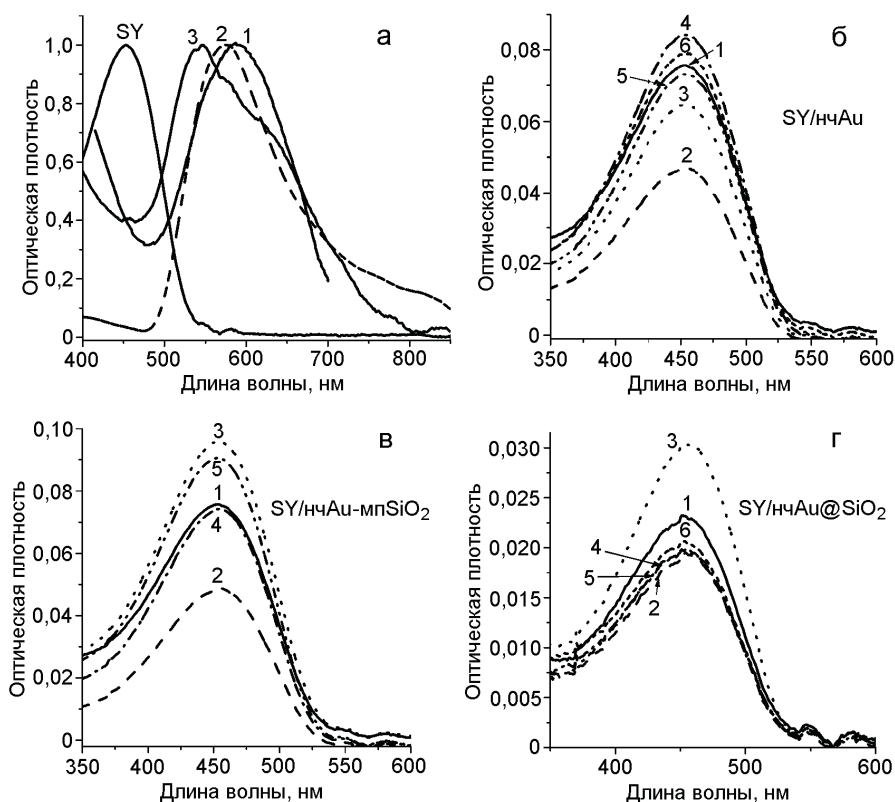 SY 3 2 1 а
1,0
0,8
0,6
0,4
0,2
0
Оптическая плотность
400 500 600 700 800
Длина волны, нм
4 б
6 1
5
3
2
SY/нчAu
0,08
0,06
0,04
0,02
0
Оптическая плотность
350 400 450 500 550 600
Длина волны, нм
3 в
5
1
4
2
SY/нчAu-мпSiO₂
0,10
0,08
0,06
0,04
0,02
0
Оптическая плотность
350 400 450 500 550 600
Длина волны, нм
3 г
1
6
4
5
2
SY/нчAu@SiO₂
0,030
0,025
0,020
0,015
0,010
0,005
0
Оптическая плотность
400 500 600
Длина волны, нм